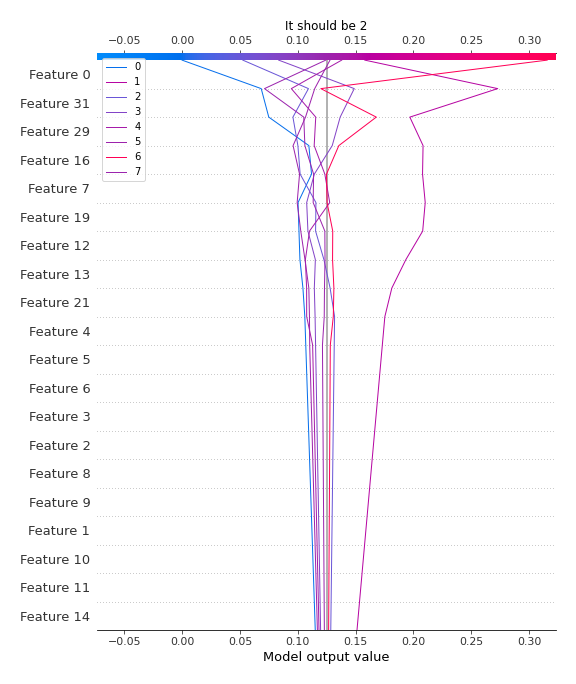 It should be 2
−0.05 0.00 0.05 0.10 0.15 0.20 0.25 0.30
0
1
2
3
4
5
6
7
Feature 0
Feature 31
Feature 29
Feature 16
Feature 7
Feature 19
Feature 12
Feature 13
Feature 21
Feature 4
Feature 5
Feature 6
Feature 3
Feature 2
Feature 8
Feature 9
Feature 1
Feature 10
Feature 11
Feature 14
−0.05 0.00 0.05 0.10 0.15 0.20 0.25 0.30
Model output value